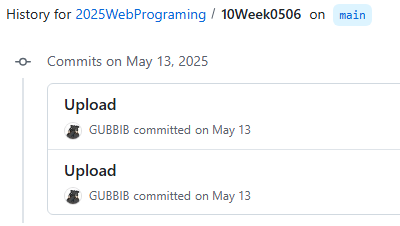 History for 2025WebPrograming / 10Week0506 on main
Commits on May 13, 2025
Upload
GUBBIB committed on May 13
Upload
GUBBIB committed on May 13